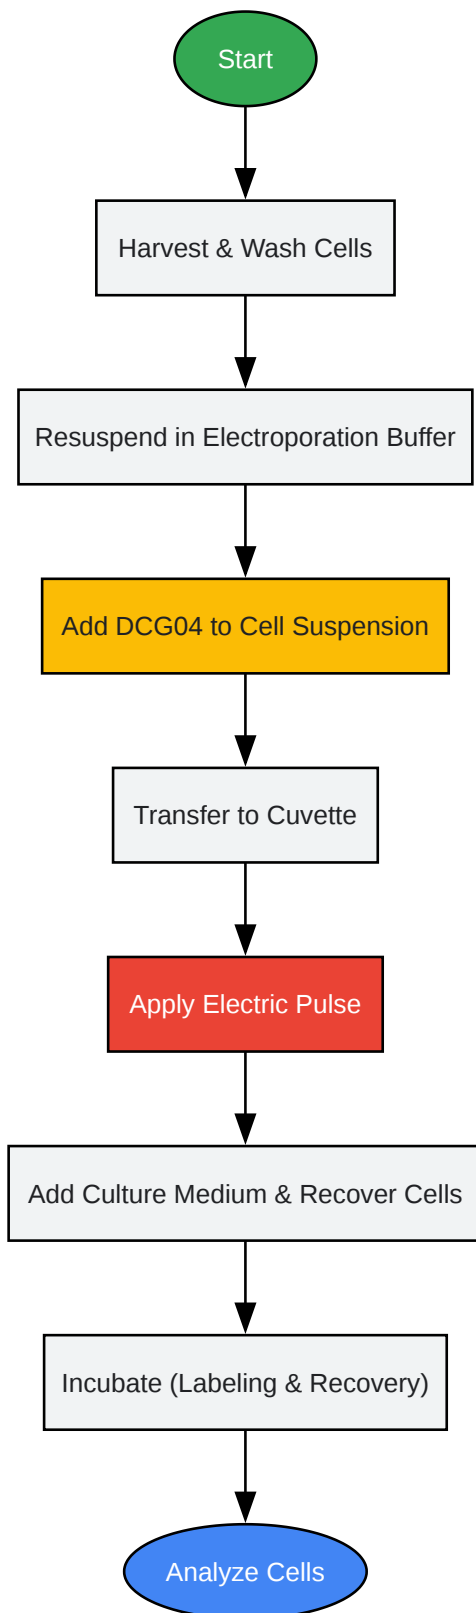 Start
Harvest & Wash Cells
Resuspend in Electroporation Buffer
Add DCG04 to Cell Suspension
Transfer to Cuvette
Apply Electric Pulse
Add Culture Medium & Recover Cells
Incubate (Labeling & Recovery)
Analyze Cells